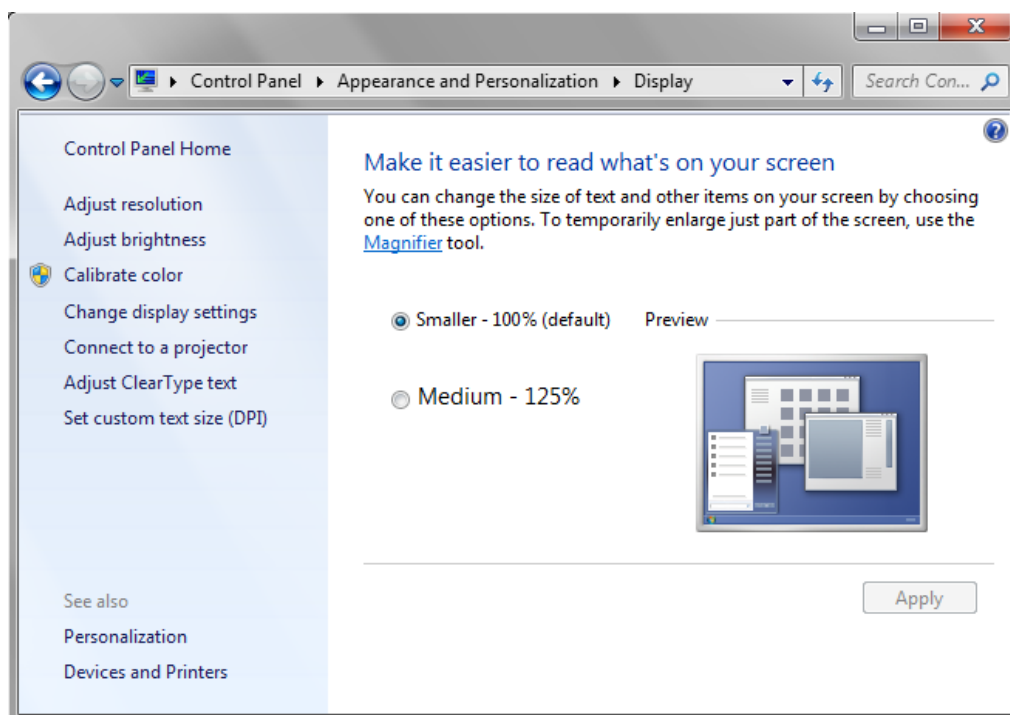 Control Panel Appearance and Personalization Display Search Con...
Control Panel Home
Adjust resolution
Adjust brightness
Calibrate color
Change display settings
Connect to a projector
Adjust ClearType text
Set custom text size (DPI)
See also
Personalization
Devices and Printers
Make it easier to read what's on your screen
You can change the size of text and other items on your screen by choosing
one of these options. To temporarily enlarge just part of the screen, use the
Magnifier tool.
Smaller - 100% (default) Preview
Medium - 125%
Apply